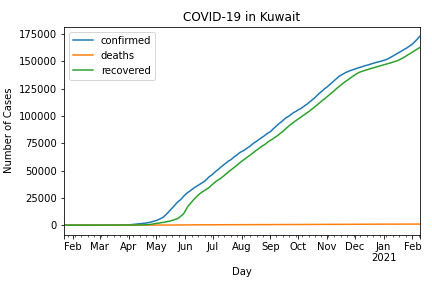 COVID-19 in Kuwait
confirmed
deaths
recovered
Number of Cases
175000
150000
125000
100000
75000
50000
25000
0
Feb Mar Apr May Jun Jul Aug Sep Oct Nov Dec Jan Feb
2021
Day